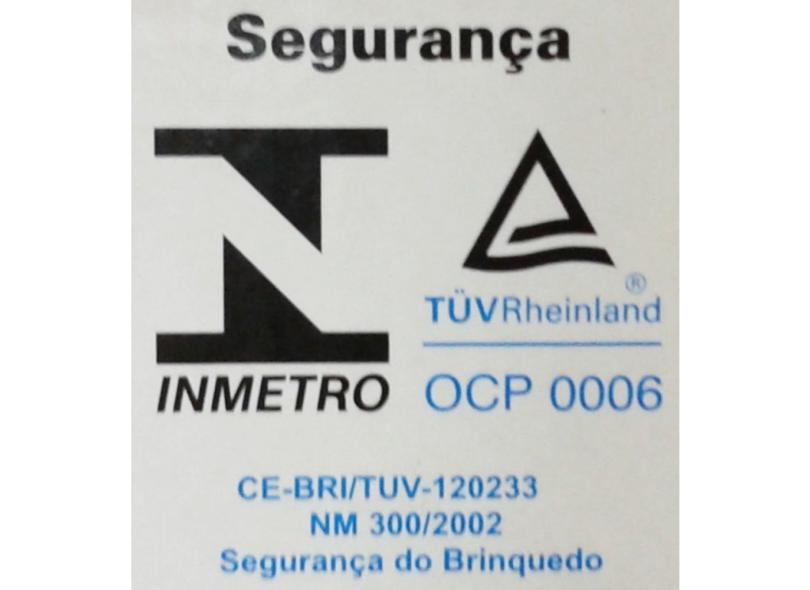 Segurança
INMETRO
TÜVRheinland®
OCP 0006
CE-BRI/TUV-120233
NM 300/2002
Segurança do Brinquedo